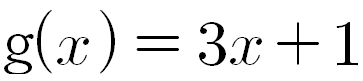 g(x) = 3x + 1